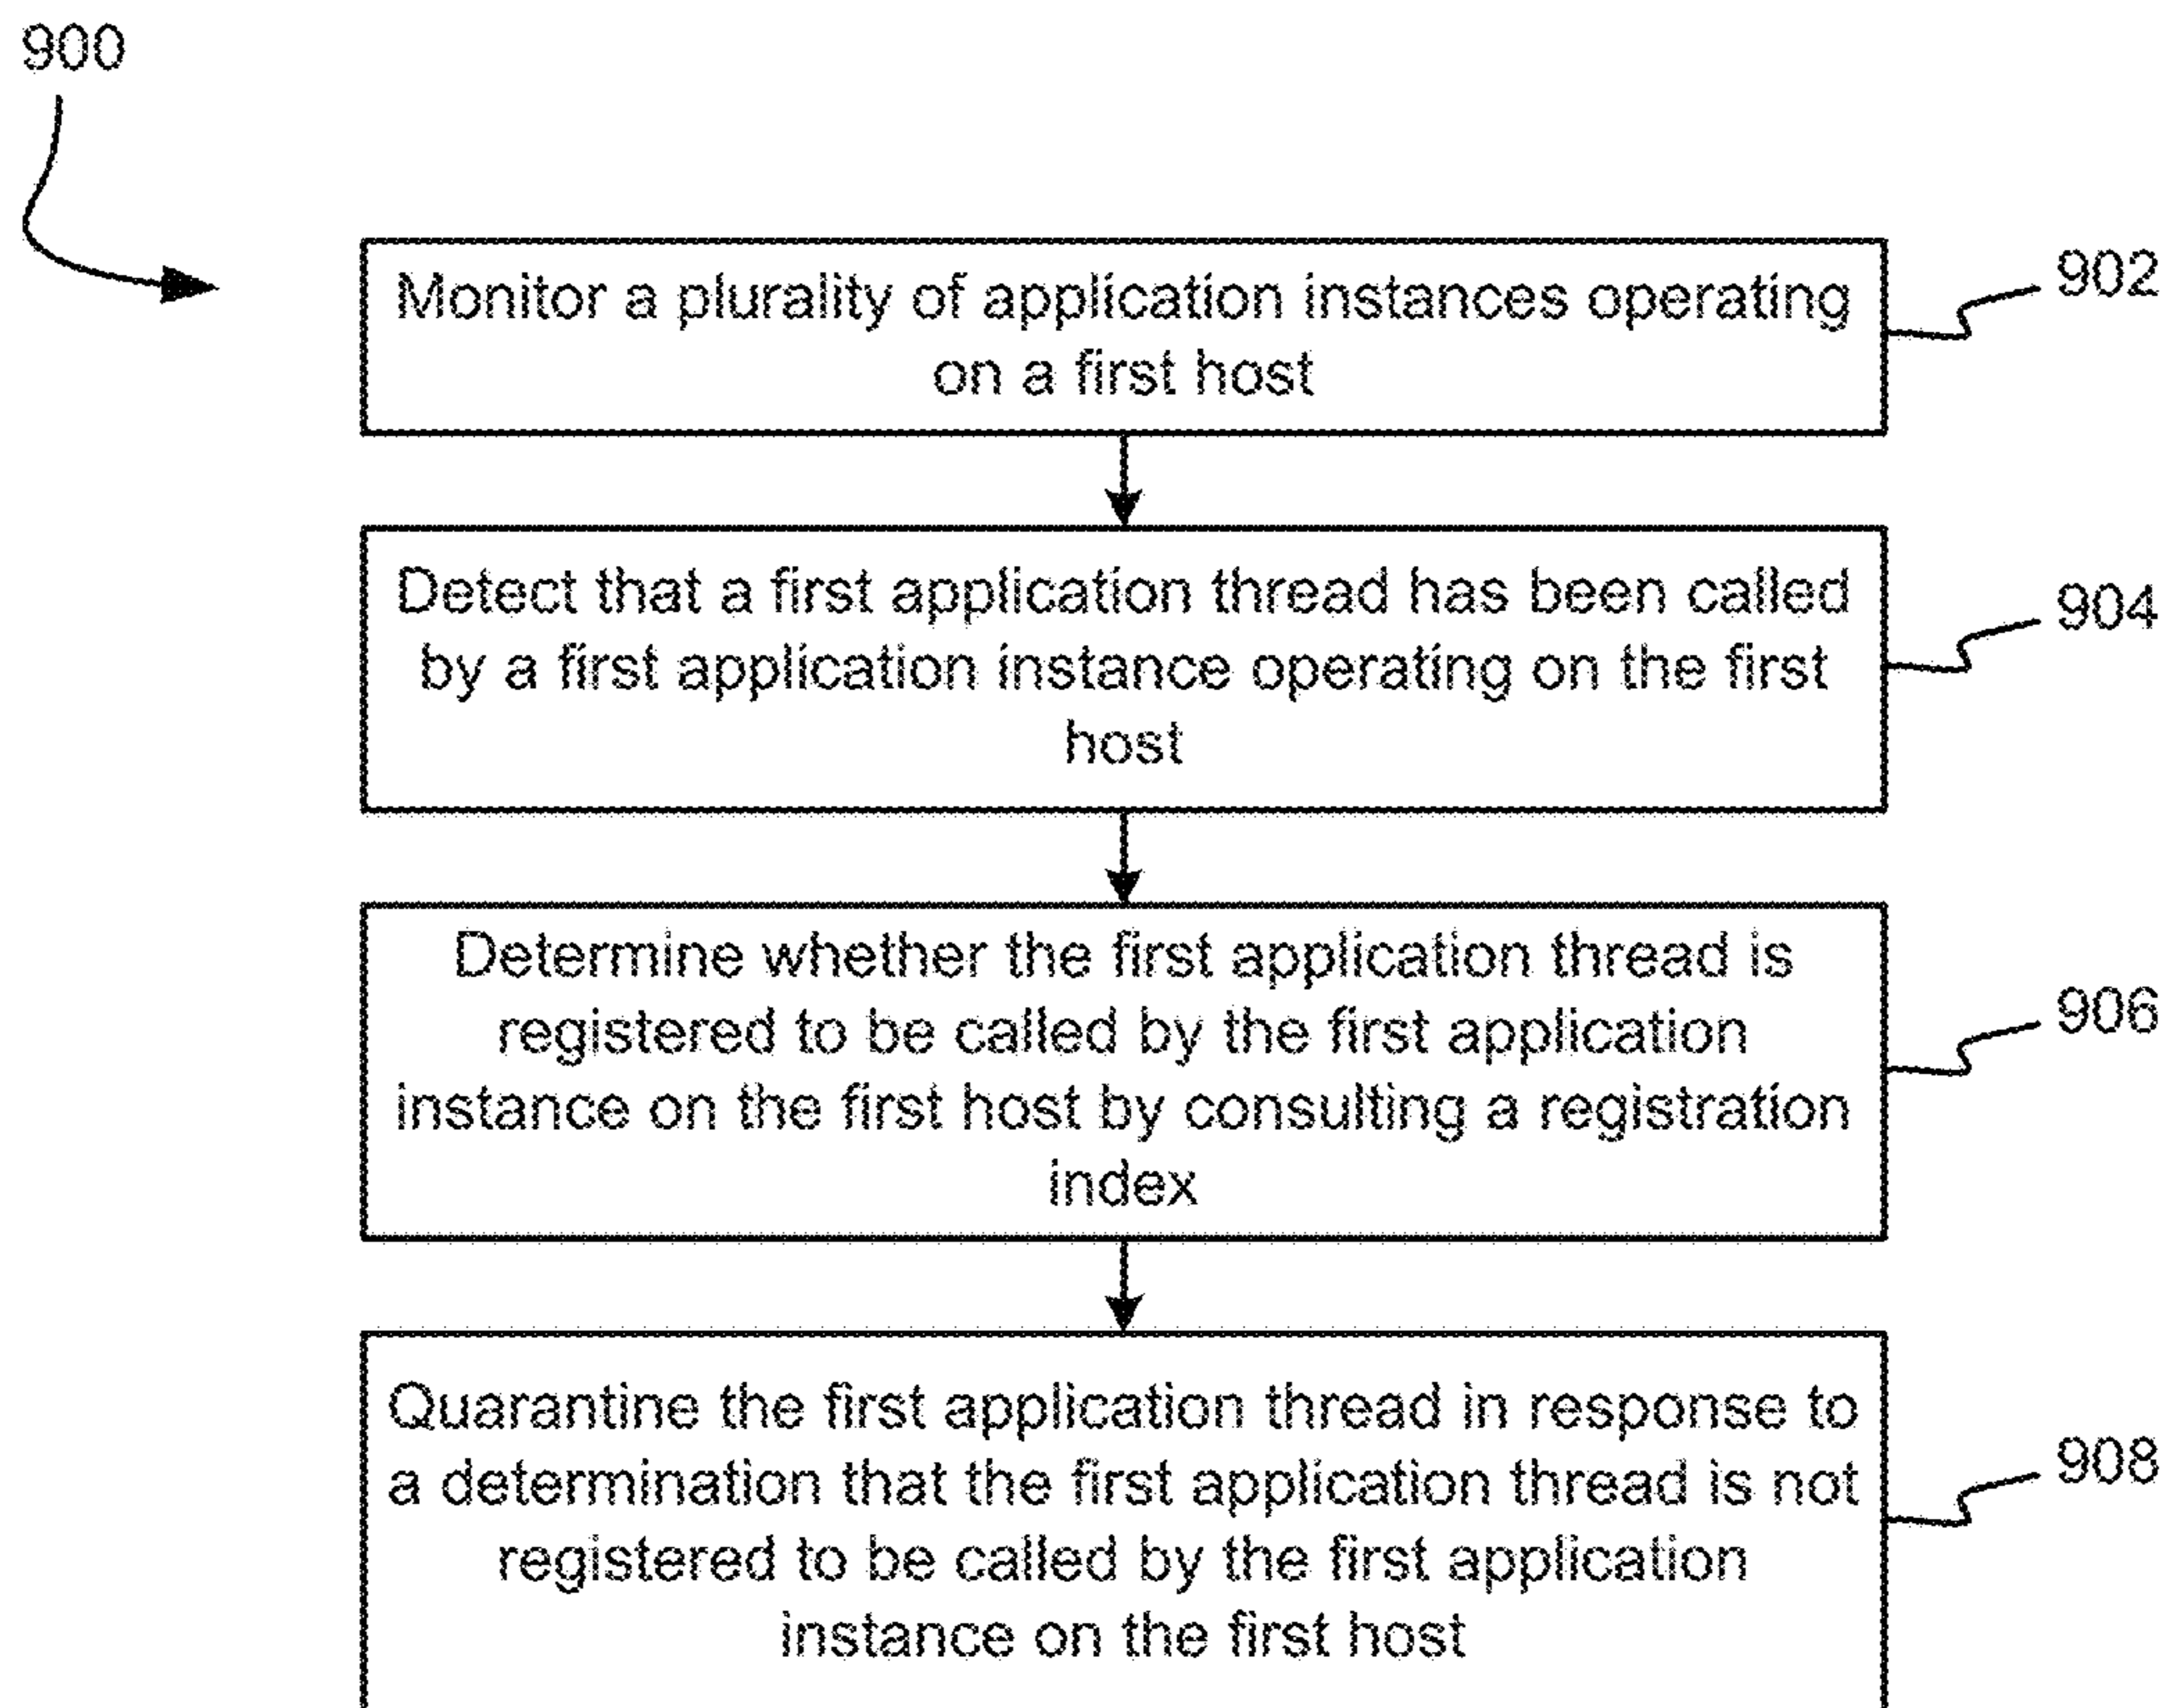 900
Monitor a plurality of application instances operating
on a first host
902
Detect that a first application thread has been called
by a first application instance operating on the first
host
904
Determine whether the first application thread is
registered to be called by the first application
instance on the first host by consulting a registration
index
906
Quarantine the first application thread in response to
a determination that the first application thread is not
registered to be called by the first application
instance on the first host
908